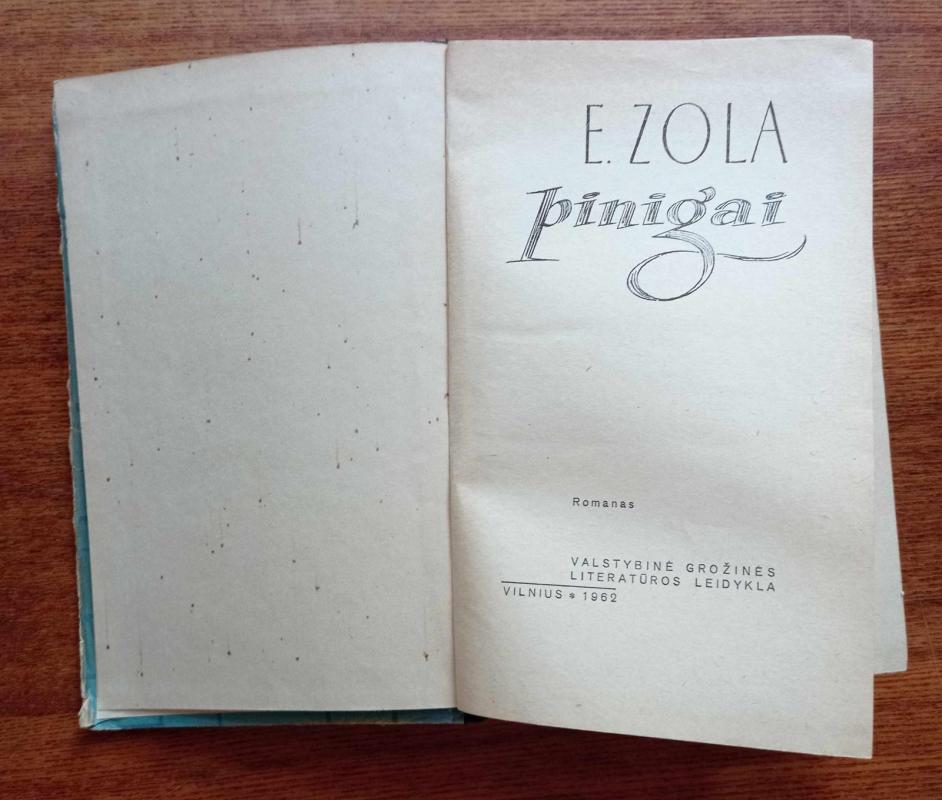 E. ZOLA
pinigai
Romanas
VALSTYBINĖ GROŽINĖS
LITERATŪROS LEIDYKLA
VILNIUS * 1962